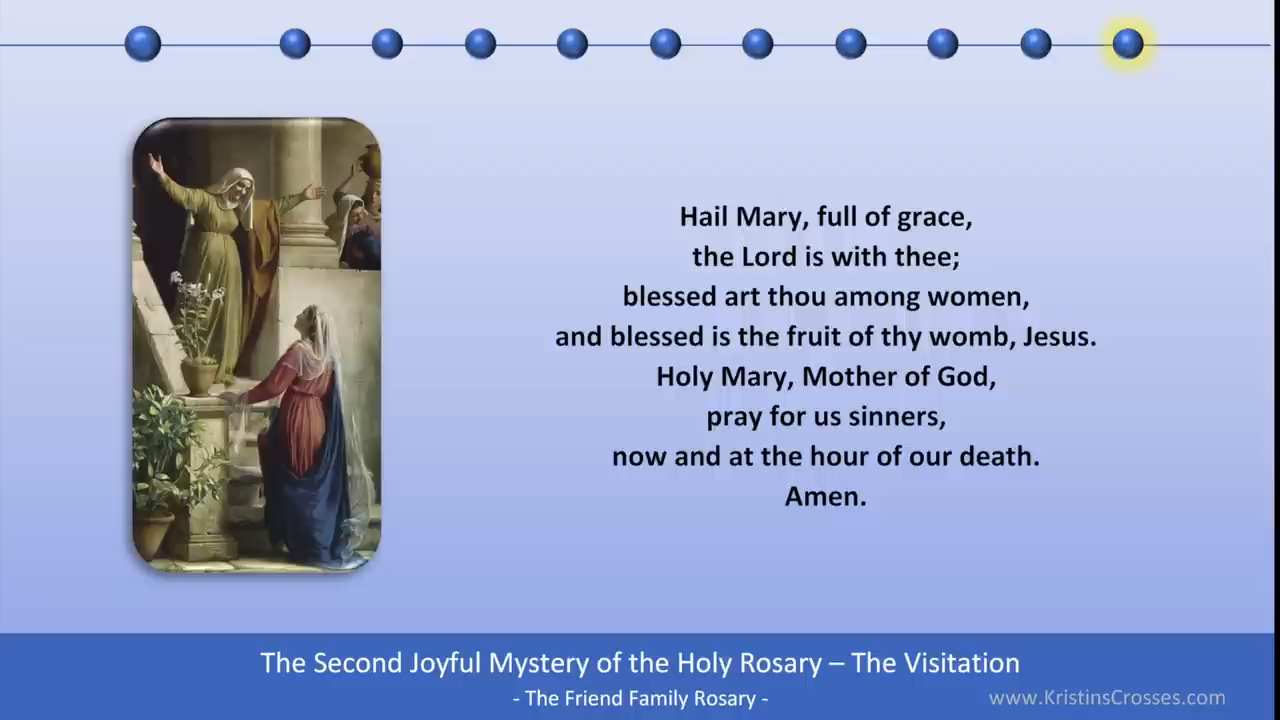 Hail Mary, full of grace,
the Lord is with thee;
blessed art thou among women,
and blessed is the fruit of thy womb, Jesus.
Holy Mary, Mother of God,
pray for us sinners,
now and at the hour of our death.
Amen.
The Second Joyful Mystery of the Holy Rosary – The Visitation
- The Friend Family Rosary -
www.KristinsCrosses.com